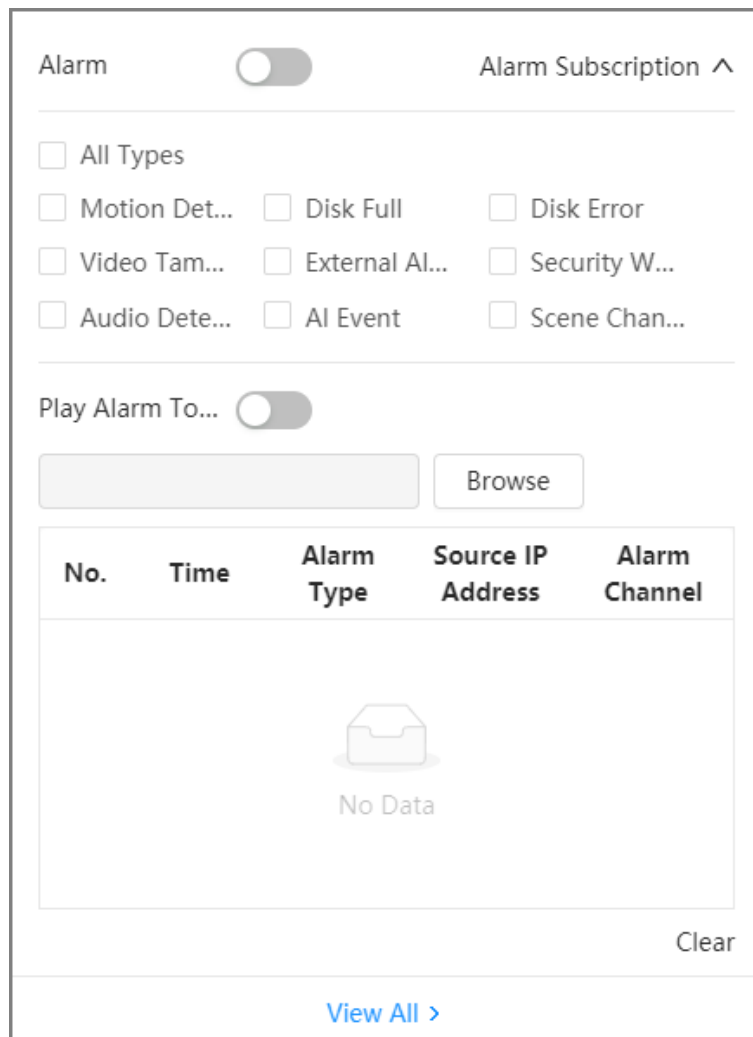 Alarm Alarm Subscription
All Types
Motion Det... Disk Full Disk Error
Video Tam... External Al... Security W...
Audio Dete... AI Event Scene Chan...
Play Alarm To...
Browse
No. Time Alarm Type Source IP Address Alarm Channel
No Data
Clear
View All >